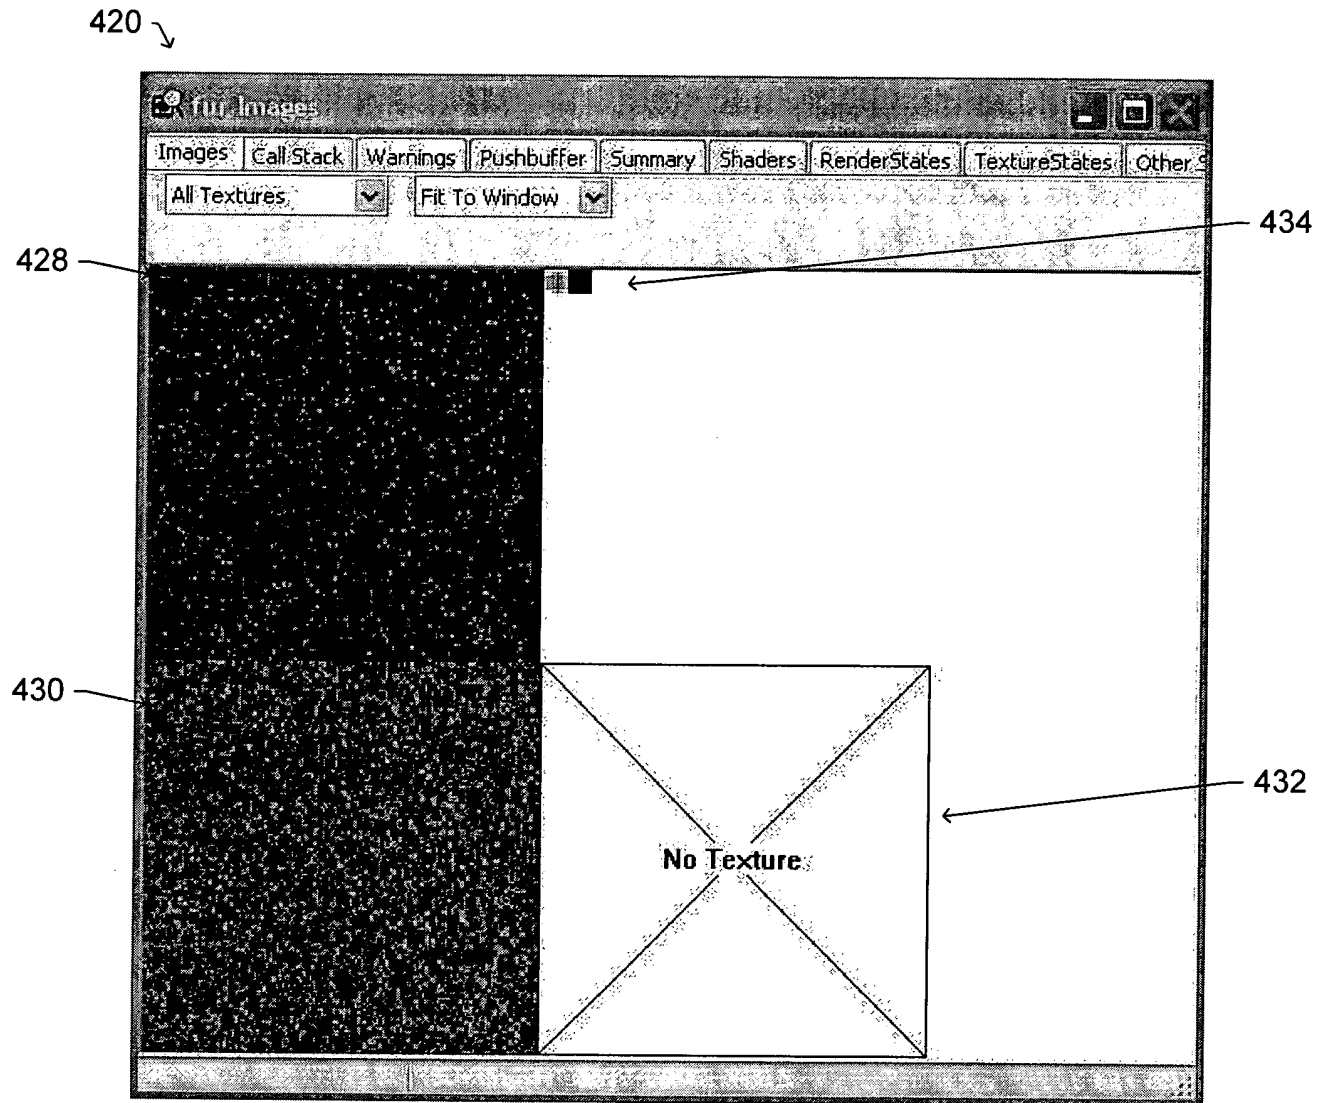 420
fur Images
Images Call Stack Warnings Pushbuffer Summary Shaders RenderStates TextureStates Other S
All Textures Fit To Window
434
428
430
432
No Texture